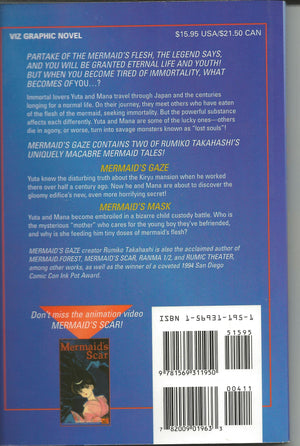 VIZ GRAPHIC NOVEL
$15.95 USA/$21.50 CAN
PARTAKE OF THE MERMAID'S FLESH, THE LEGEND SAYS,
AND YOU WILL BE GRANTED ETERNAL LIFE AND YOUTH!
BUT WHEN YOU BECOME TIRED OF IMMORTALITY, WHAT
BECOMES OF YOU...?
Immortal lovers Yuta and Mana travel through Japan and the centuries
longing for a normal life. On their journey, they meet others who have eaten
of the flesh of the mermaid, seeking immortality. But the powerful substance
affects each differently. Yuta and Mana are some of the lucky ones—others
die in agony, or worse, turn into savage monsters known as "lost souls"!
MERMAID'S GAZE CONTAINS TWO OF RUMIKO TAKAHASHI'S
UNIQUELY MACABRE MERMAID TALES!
MERMAID'S GAZE
Yuta knew the disturbing truth about the Kiryu mansion when he worked
there over half a century ago. Now he and Mana are about to discover the
gloomy edifice's new, even more horrifying secret!
MERMAID'S MASK
Yuta and Mana become embroiled in a bizarre child custody battle. Who is
the mysterious "mother" who cares for the young boy they've befriended,
and why is she feeding him tiny doses of mermaid's flesh?
MERMAID'S GAZE creator Rumiko Takahashi is also the acclaimed author of
MERMAID FOREST, MERMAID'S SCAR, RANMA 1/2, and RUMIC THEATER,
among other works, as well as the winner of a coveted 1994 San Diego
Comic Con Ink Pot Award.
Don't miss the animation video
MERMAID'S SCAR!
Mermaid's
Scar
ISBN 1-56931-195-1
51595
9 781569 311950
00411
7 82009 01963 3